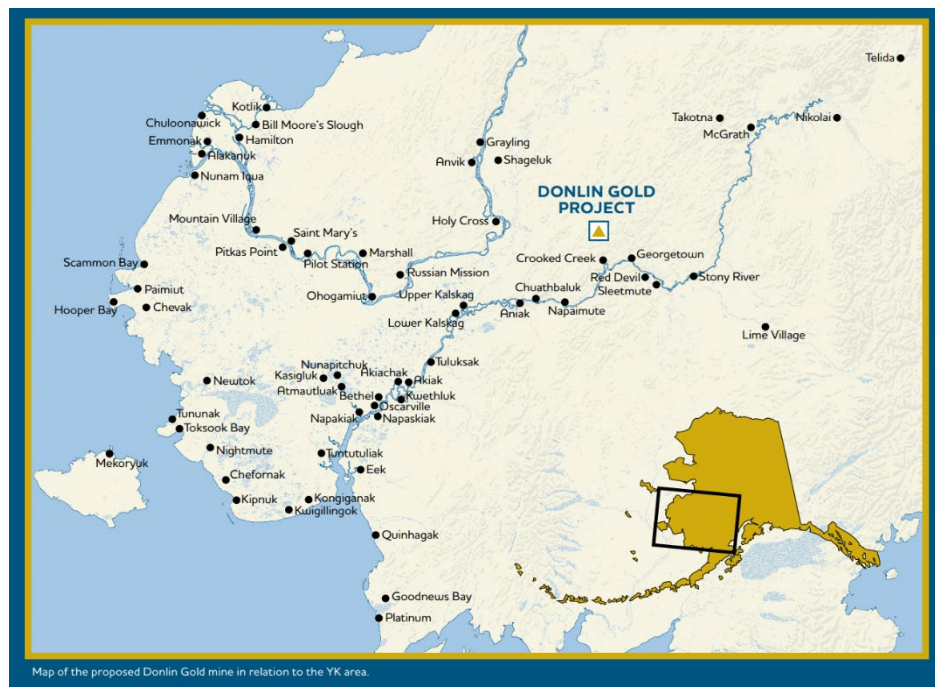 Telida
Kotlik
Chuloonawick
Bill Moore's Slough
Takotna
Nikolai
McGrath
Emmonak
Hamilton
Grayling
Alakanuk
Anvik
Shageluk
Nunam Iqua
DONLIN GOLD
PROJECT
Mountain Village
Holy Cross
Saint Mary's
Pitkas Point
Pilot Station
Marshall
Crooked Creek
Georgetown
Scammon Bay
Russian Mission
Red Devil
Stony River
Sleetmute
Paimiut
Ohogamiut
Upper Kalskag
Chuathbaluk
Hooper Bay
Chevak
Aniak
Napaimute
Lower Kalskag
Lime Village
Tuluksak
Nunapitchuk
Kasigluk
Akiachak
Akiak
Newtok
Atmautluak
Bethel
Kwethluk
Oscarville
Tununak
Napakiak
Napaskiak
Toksook Bay
Nightmute
Tuntutuliak
Mekoryuk
Eek
Chefornak
Kipnuk
Kongiganak
Kwigillingok
Quinhagak
Goodnews Bay
Platinum
Map of the proposed Donlin Gold mine in relation to the YK area.